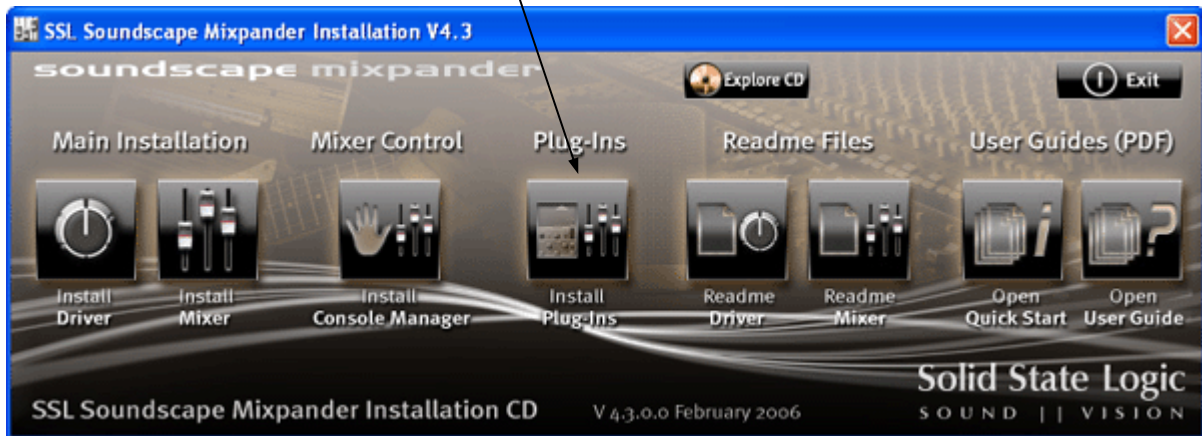 SSL Soundscape Mixpander Installation V4.3
soundscape mixpander
Explore CD
Exit
Main Installation
Mixer Control
Plug-Ins
Readme Files
User Guides (PDF)
Install Driver
Install Mixer
Install Console Manager
Install Plug-Ins
Readme Driver
Readme Mixer
Open Quick Start
Open User Guide
Solid State Logic
SOUND || VISION
SSL Soundscape Mixpander Installation CD
V 4.3.0.0 February 2006